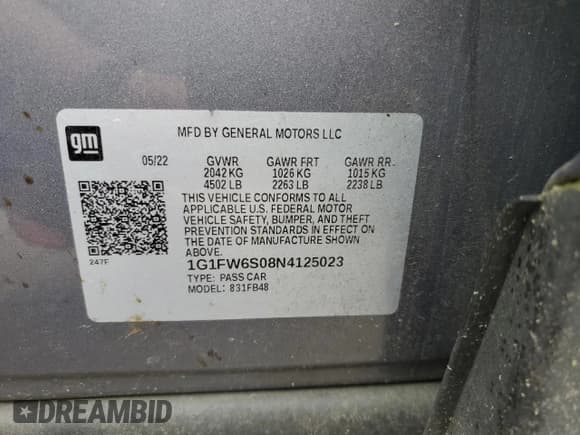 gm
MFD BY GENERAL MOTORS LLC
05/22 GVWR GAWR FRT GAWR RR
2042 KG 1026 KG 1015 KG
4502 LB 2263 LB 2238 LB
THIS VEHICLE CONFORMS TO ALL
APPLICABLE U.S. FEDERAL MOTOR
VEHICLE SAFETY, BUMPER, AND THEFT
PREVENTION STANDARDS IN EFFECT ON
THE DATE OF MANUFACTURE SHOWN
ABOVE.
247F
1G1FW6S08N4125023
TYPE: PASS CAR
MODEL: 831FB48
DREAMBID